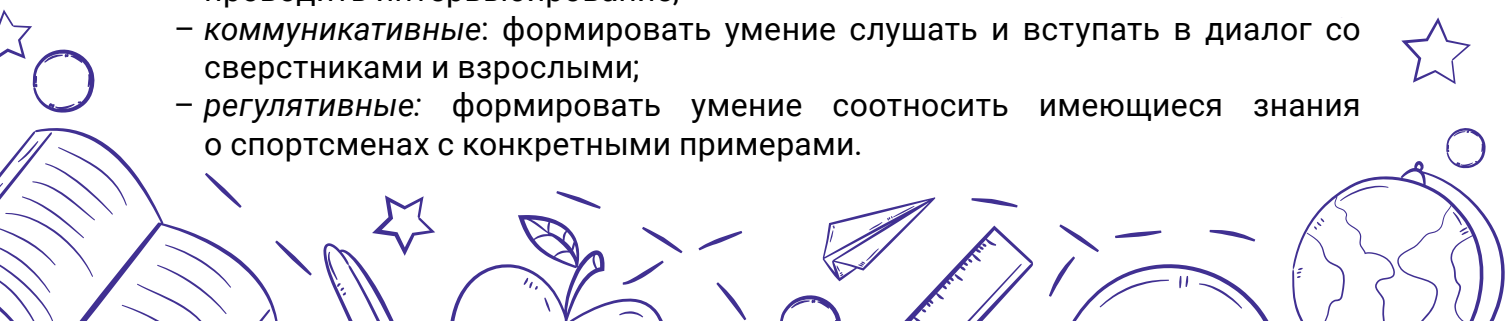 – коммуникативные: формировать умение слушать и вступать в диалог со
сверстниками и взрослыми;
– регулятивные: формировать умение соотносить имеющиеся знания
о спортсменах с конкретными примерами.